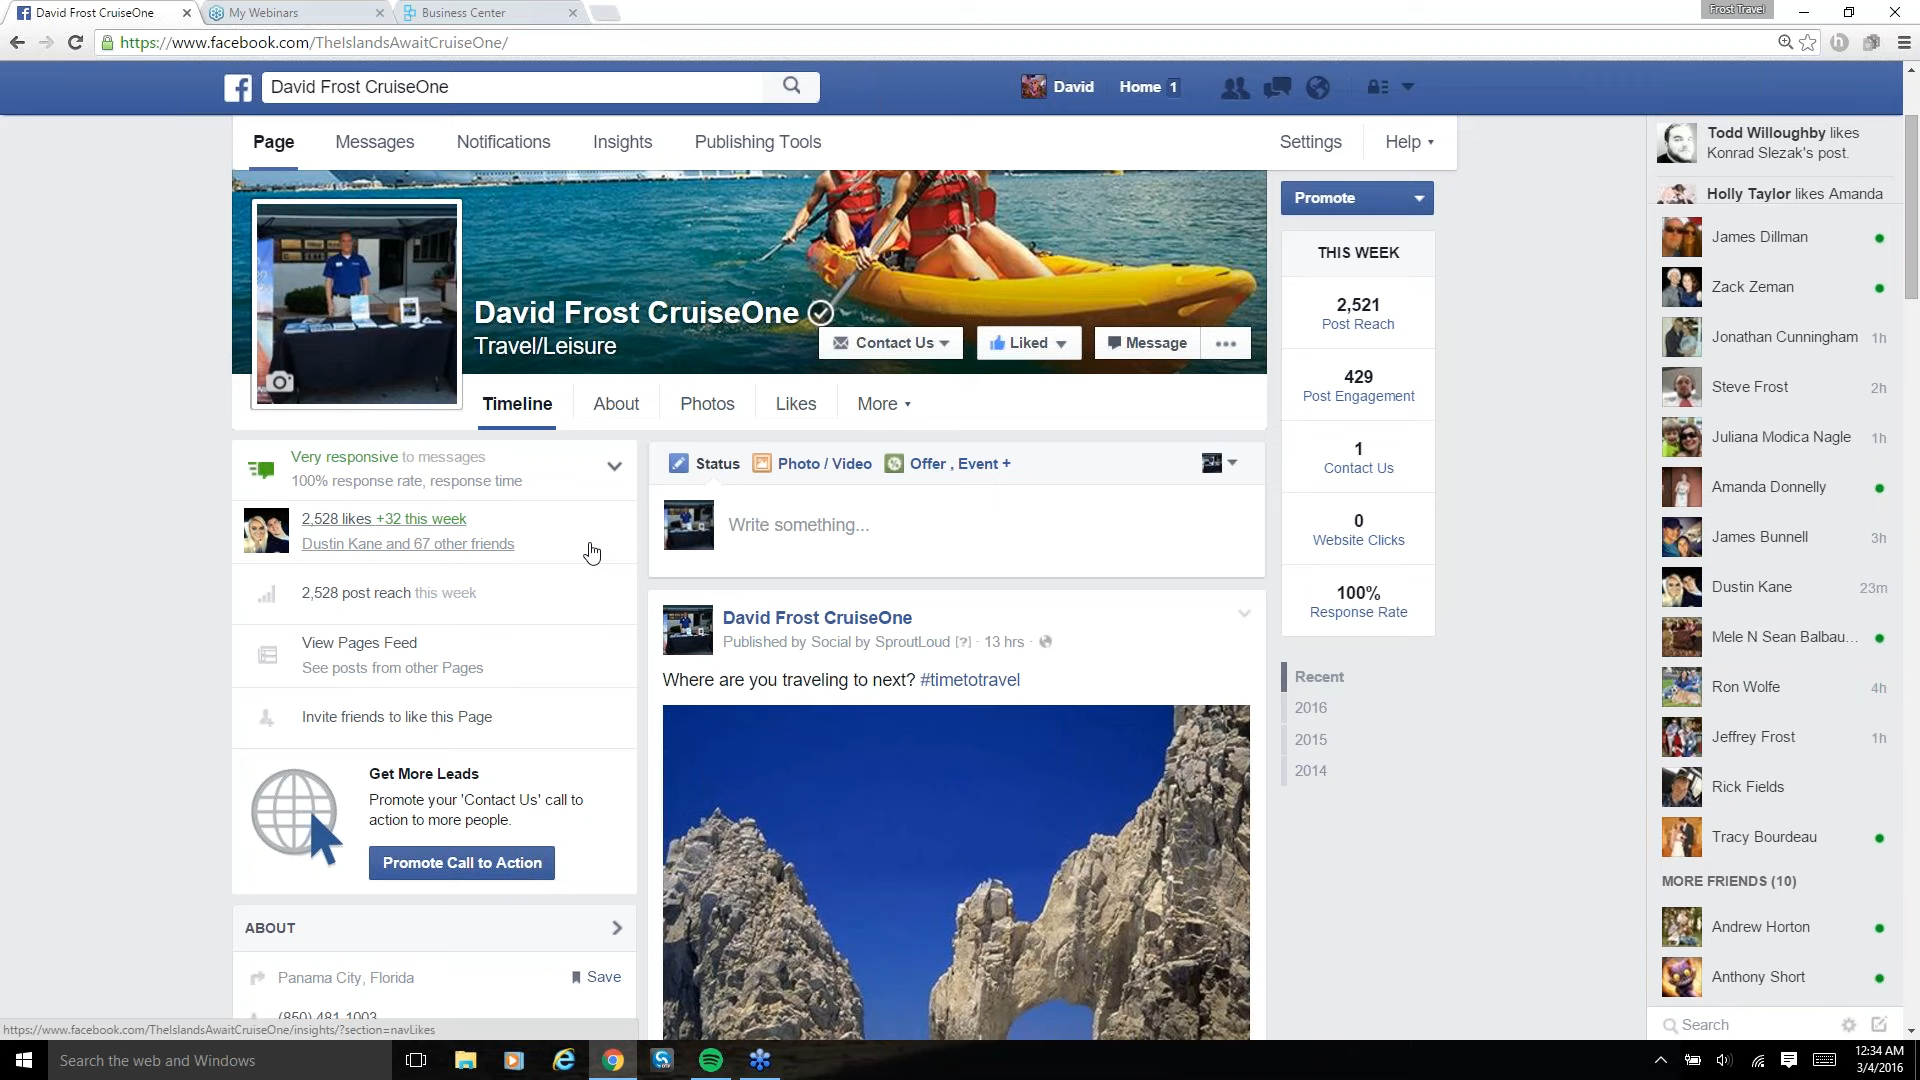 David Frost CruiseOne
My Webinars
Business Center
Frost Travel
https://www.facebook.com/TheIslandsAwaitCruiseOne/
David Frost CruiseOne
David
Home 1
Page
Messages
Notifications
Insights
Publishing Tools
Settings
Help
David Frost CruiseOne
Travel/Leisure
Contact Us
Liked
Message
Timeline
About
Photos
Likes
More
Very responsive to messages
100% response rate, response time
2,528 likes +32 this week
Dustin Kane and 67 other friends
2,528 post reach this week
View Pages Feed
See posts from other Pages
Invite friends to like this Page
Get More Leads
Promote your 'Contact Us' call to
action to more people.
Promote Call to Action
ABOUT
Panama City, Florida
Save
(850) 481-1003
Status
Photo / Video
Offer , Event +
Write something...
David Frost CruiseOne
Published by Social by SproutLoud [?] · 13 hrs ·
Where are you traveling to next? #timetotravel
Promote
THIS WEEK
2,521
Post Reach
429
Post Engagement
1
Contact Us
0
Website Clicks
100%
Response Rate
Recent
2016
2015
2014
Todd Willoughby likes
Konrad Slezak's post.
Holly Taylor likes Amanda
James Dillman
Zack Zeman
Jonathan Cunningham 1h
Steve Frost 2h
Juliana Modica Nagle 1h
Amanda Donnelly
James Bunnell 3h
Dustin Kane 23m
Mele N Sean Balbau...
Ron Wolfe 4h
Jeffrey Frost 1h
Rick Fields
Tracy Bourdeau
MORE FRIENDS (10)
Andrew Horton
Anthony Short
Search
https://www.facebook.com/TheIslandsAwaitCruiseOne/insights/?section=navLikes
Search the web and Windows
12:34 AM
3/4/2016